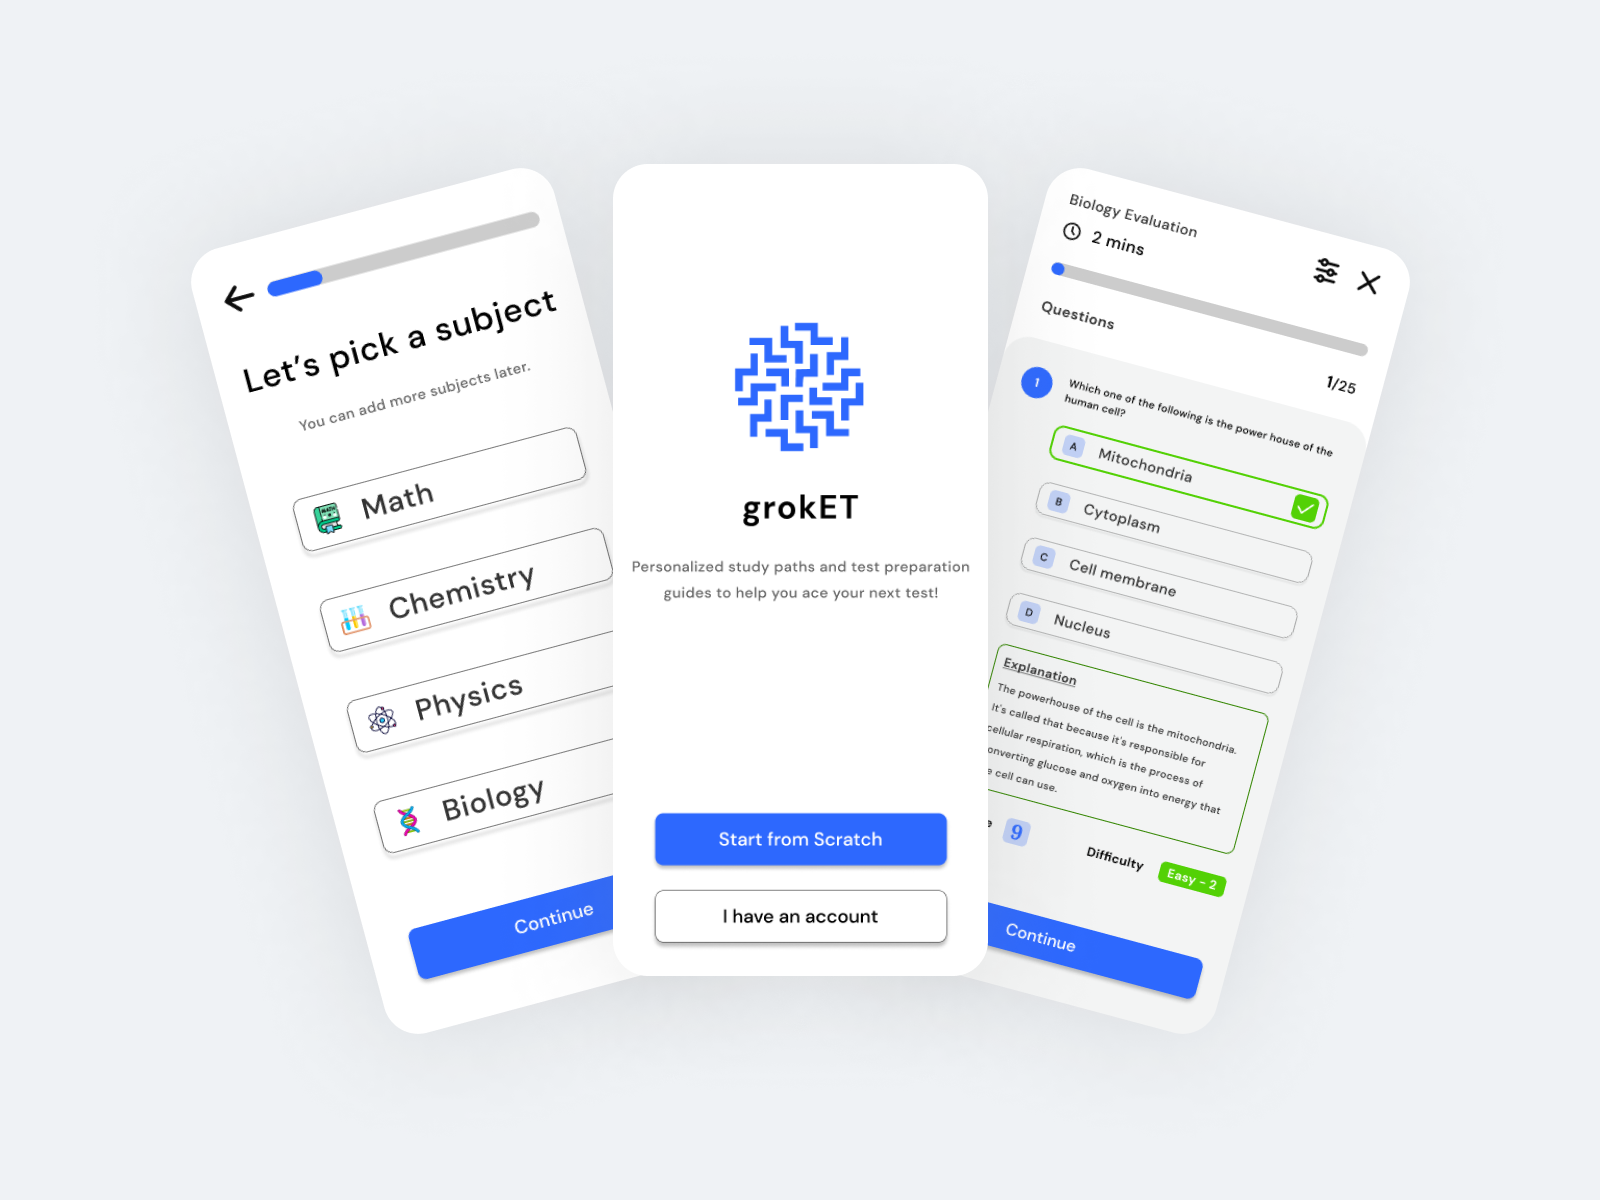 Let's pick a subject
You can add more subjects later.
MATH
Math
Chemistry
Physics
Biology
Continue
grokET
Personalized study paths and test preparation
guides to help you ace your next test!
Start from Scratch
I have an account
Biology Evaluation
2 mins
Questions
1/25
1
Which one of the following is the power house of the
human cell?
A Mitochondria
B Cytoplasm
C Cell membrane
D Nucleus
Explanation
The powerhouse of the cell is the mitochondria.
It's called that because it's responsible for
cellular respiration, which is the process of
onverting glucose and oxygen into energy that
e cell can use.
e 9
Difficulty Easy - 2
Continue